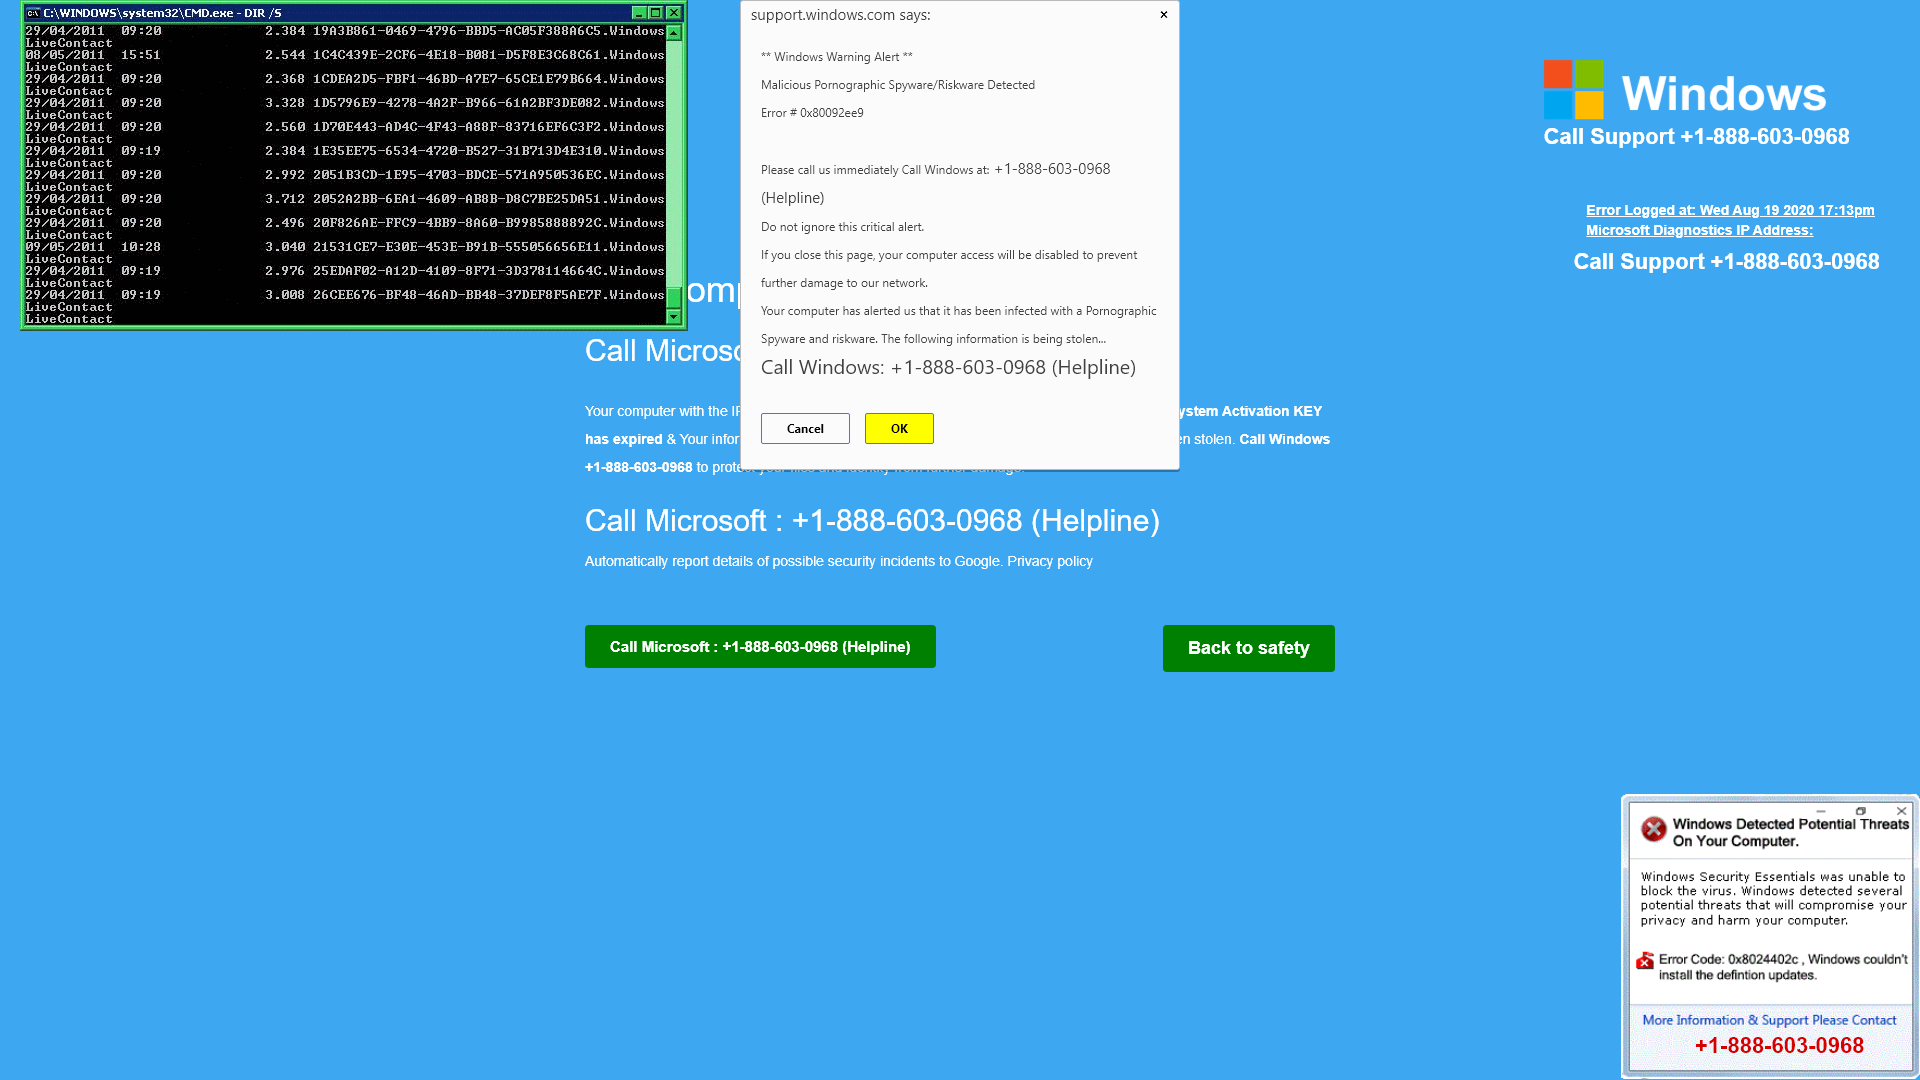 C:\WINDOWS\system32\CMD.exe - DIR /S
29/04/2011 09:20 2.384 19A3B861-0469-4796-BBD5-AC05F388A6C5.Windows
LiveContact
08/05/2011 15:51 2.544 1C4C439E-2CF6-4E18-B081-D5F8E3C68C61.Windows
LiveContact
29/04/2011 09:20 2.368 1CDEA2D5-FBF1-46BD-A7E7-65CE1E79B664.Windows
LiveContact
29/04/2011 09:20 3.328 1D5796E9-4278-4A2F-B966-61A2BF3DE082.Windows
LiveContact
29/04/2011 09:20 2.560 1D70E443-AD4C-4F43-A88F-83716EF6C3F2.Windows
LiveContact
29/04/2011 09:19 2.384 1E35EE75-6534-4720-B527-31B713D4E310.Windows
LiveContact
29/04/2011 09:20 2.992 2051B3CD-1E95-4703-BDCE-571A950536EC.Windows
LiveContact
29/04/2011 09:20 3.712 2052A2BB-6EA1-4609-AB8B-D8C7BE25DA51.Windows
LiveContact
29/04/2011 09:20 2.496 20F826AE-FFC9-4BB9-8A60-B9985888892C.Windows
LiveContact
09/05/2011 10:28 3.040 21531CE7-E30E-453E-B91B-555056656E11.Windows
LiveContact
29/04/2011 09:19 2.976 25EDAF02-A12D-4109-8F71-3D378114664C.Windows
LiveContact
29/04/2011 09:19 3.008 26CEE676-BF48-46AD-BB48-37DEF8F5AE7F.Windows
LiveContact
LiveContact
support.windows.com says:
** Windows Warning Alert **
Malicious Pornographic Spyware/Riskware Detected
Error # 0x80092ee9
Please call us immediately Call Windows at: +1-888-603-0968
(Helpline)
Do not ignore this critical alert.
If you close this page, your computer access will be disabled to prevent
further damage to our network.
Your computer has alerted us that it has been infected with a Pornographic
Spyware and riskware. The following information is being stolen...
Call Windows: +1-888-603-0968 (Helpline)
Cancel OK
Windows
Call Support +1-888-603-0968
Error Logged at: Wed Aug 19 2020 17:13pm
Microsoft Diagnostics IP Address:
Call Support +1-888-603-0968
Call
Your computer with the ystem Activation KEY
has expired & Your stolen. Call Windows
+1-888-603-0968 to protect your files and identity from further damage.
Call Microsoft : +1-888-603-0968 (Helpline)
Automatically report details of possible security incidents to Google. Privacy policy
Call Microsoft : +1-888-603-0968 (Helpline) Back to safety
Windows Detected Potential Threats
On Your Computer.
Windows Security Essentials was unable to
block the virus. Windows detected several
potential threats that will compromise your
privacy and harm your computer.
Error Code: 0x8024402c , Windows couldn't
install the defintion updates.
More Information & Support Please Contact
+1-888-603-0968